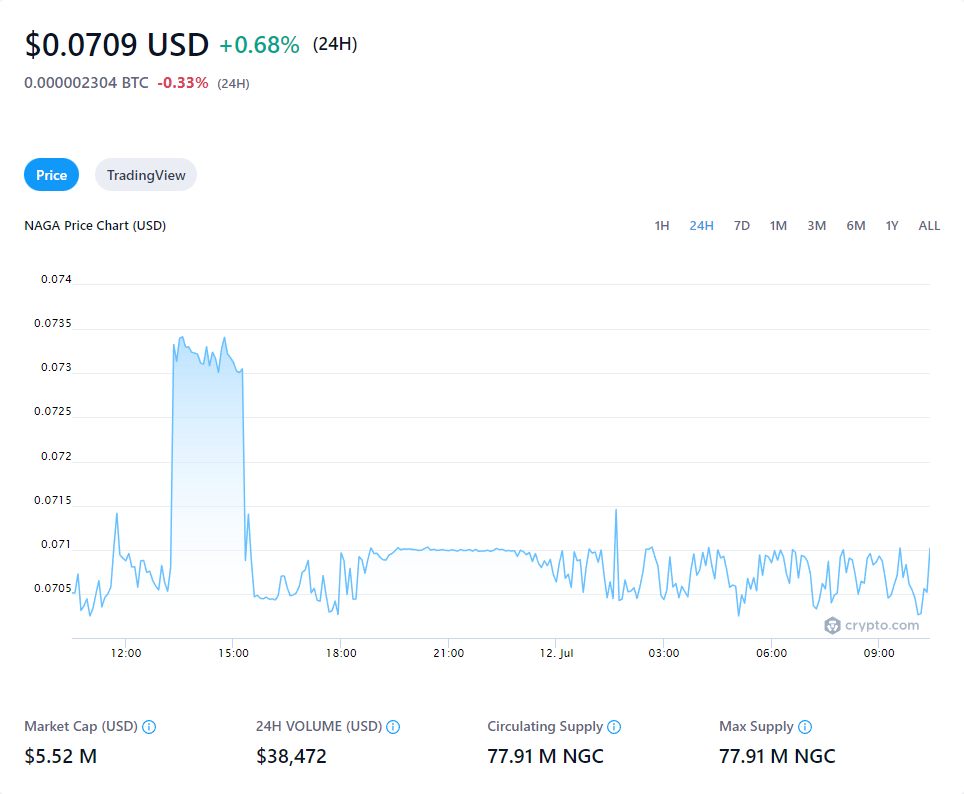 $0.0709 USD +0.68% (24H)
0.000002304 BTC -0.33% (24H)
Price TradingView
NAGA Price Chart (USD) 1H 24H 7D 1M 3M 6M 1Y ALL
0.074
0.0735
0.073
0.0725
0.072
0.0715
0.071
0.0705
crypto.com
12:00 15:00 18:00 21:00 12. Jul 03:00 06:00 09:00
Market Cap (USD) 24H VOLUME (USD) Circulating Supply Max Supply
$5.52 M $38,472 77.91 M NGC 77.91 M NGC